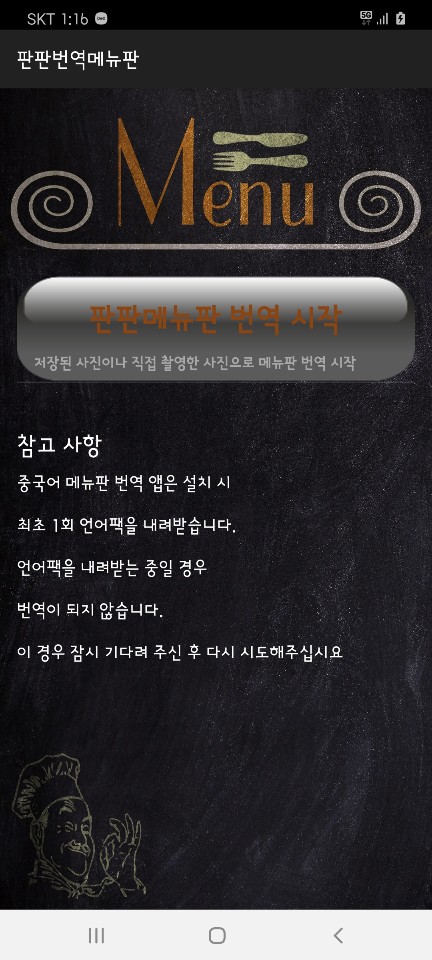 SKT 1:16
5G
판판번역메뉴판
Menu
판판메뉴판 번역 시작
저장된 사진이나 직접 촬영한 사진으로 메뉴판 번역 시작
참고 사항
중국어 메뉴판 번역 앱은 설치 시
최초 1회 언어팩을 내려받습니다.
언어팩을 내려받는 중일 경우
번역이 되지 않습니다.
이 경우 잠시 기다려 주신 후 다시 시도해주십시요